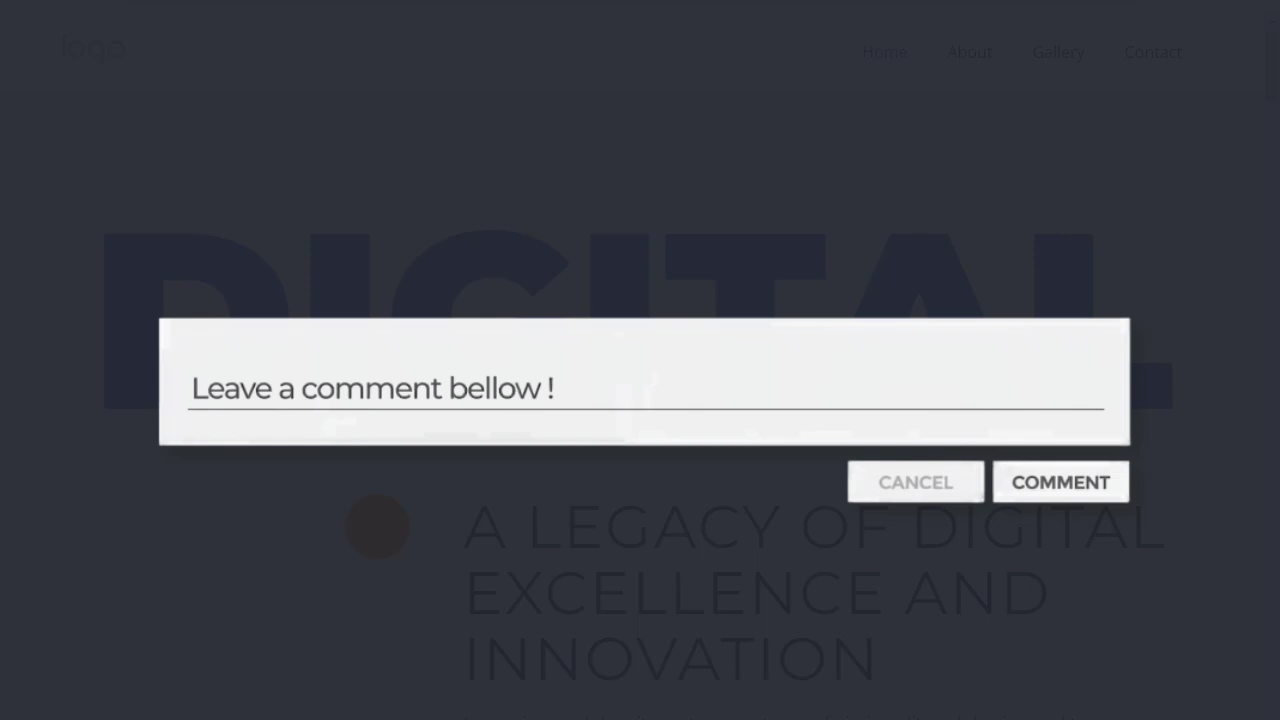 logo
Home About Gallery Contact
DIGITAL
Leave a comment bellow !
CANCEL COMMENT
A LEGACY OF DIGITAL
EXCELLENCE AND
INNOVATION